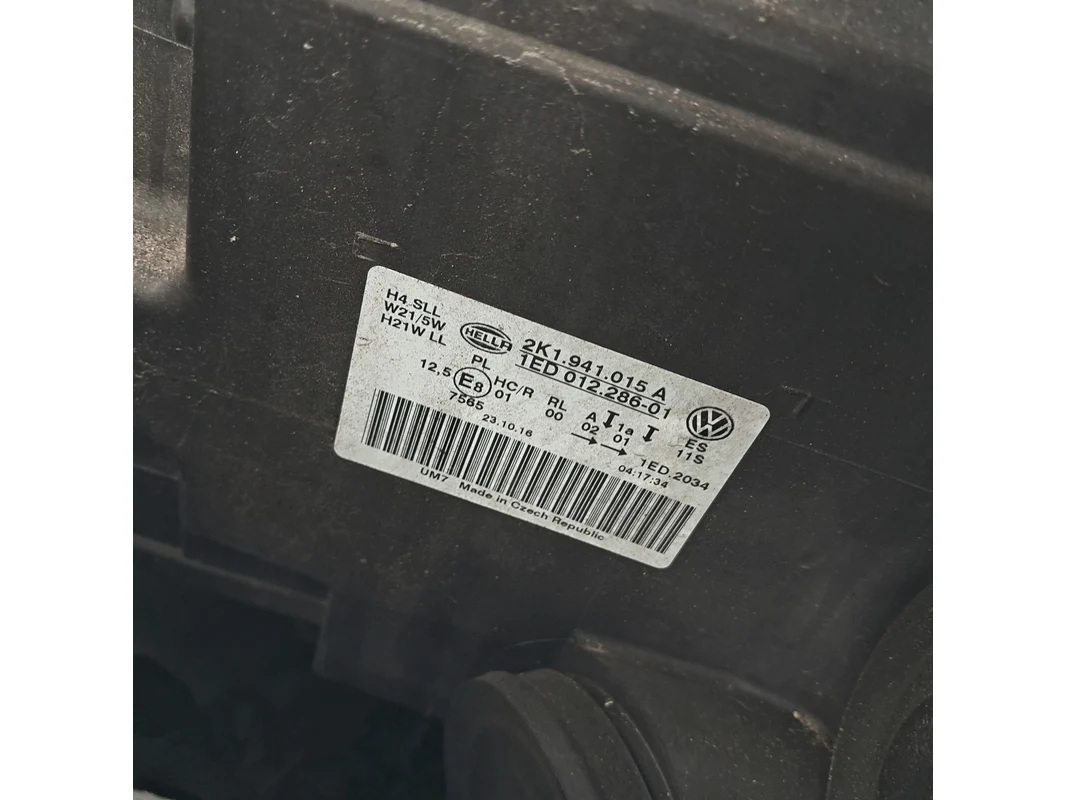 H4 SLL
W21/5W
H21W LL
HELLA
2K1.941.015 A
1ED 012.286-01
PL
12,5 E8 HC/R RL A 1a
01 00 02 01
7565
ES
11S
23.10.16
1ED 2034
04:17:34
UM7 Made in Czech Republic